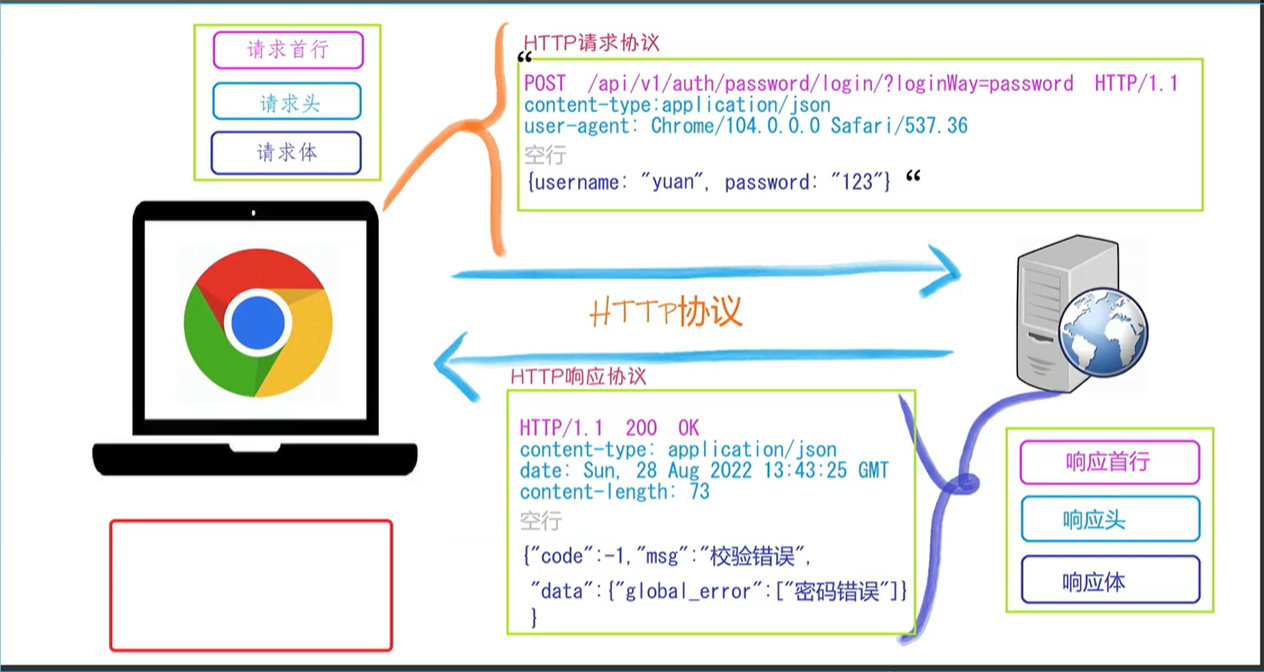 请求首行
请求头
请求体
HTTP请求协议
“
POST /api/v1/auth/password/login/?loginWay=password HTTP/1.1
content-type:application/json
user-agent: Chrome/104.0.0.0 Safari/537.36
空行
{username: "yuan", password: "123"} “
HTTP协议
HTTP响应协议
HTTP/1.1 200 OK
content-type: application/json
date: Sun, 28 Aug 2022 13:43:25 GMT
content-length: 73
空行
{"code":-1,"msg":"校验错误",
"data":{"global_error":["密码错误"]}
}
响应首行
响应头
响应体